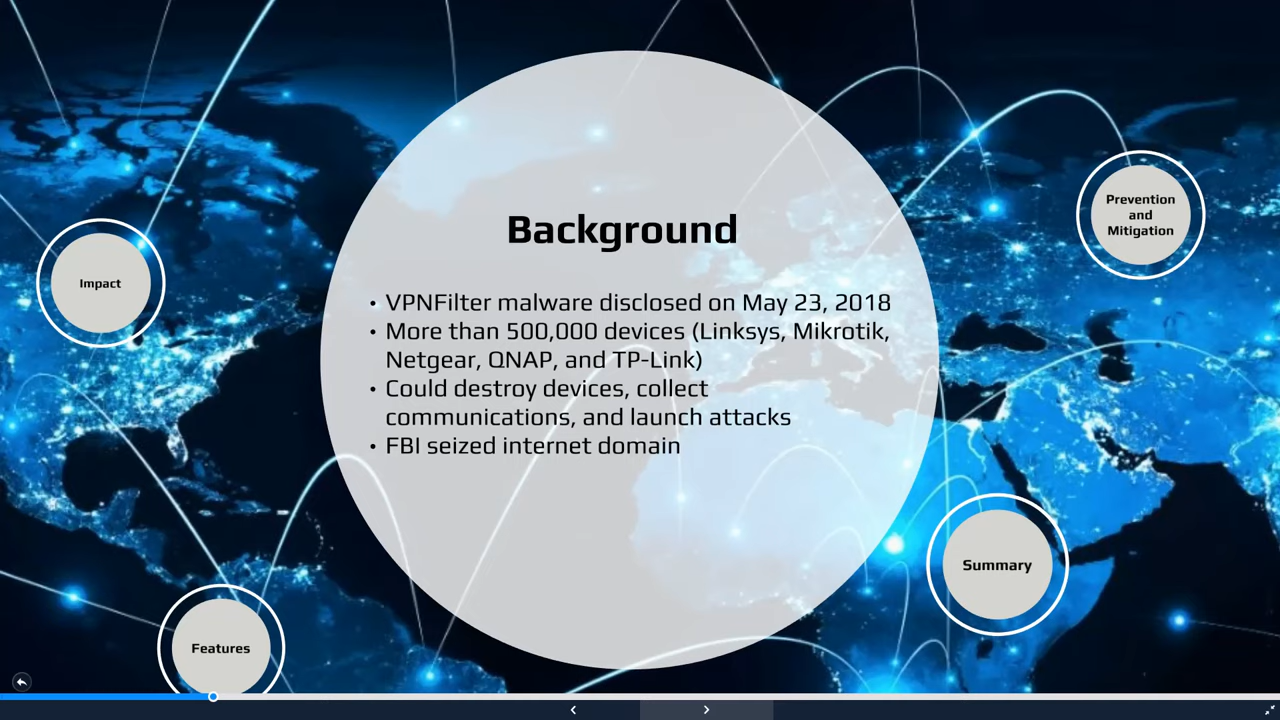 Background
• VPNFilter malware disclosed on May 23, 2018
• More than 500,000 devices (Linksys, Mikrotik,
Netgear, QNAP, and TP-Link)
• Could destroy devices, collect
communications, and launch attacks
• FBI seized internet domain
Prevention
and
Mitigation
Impact
Summary
Features